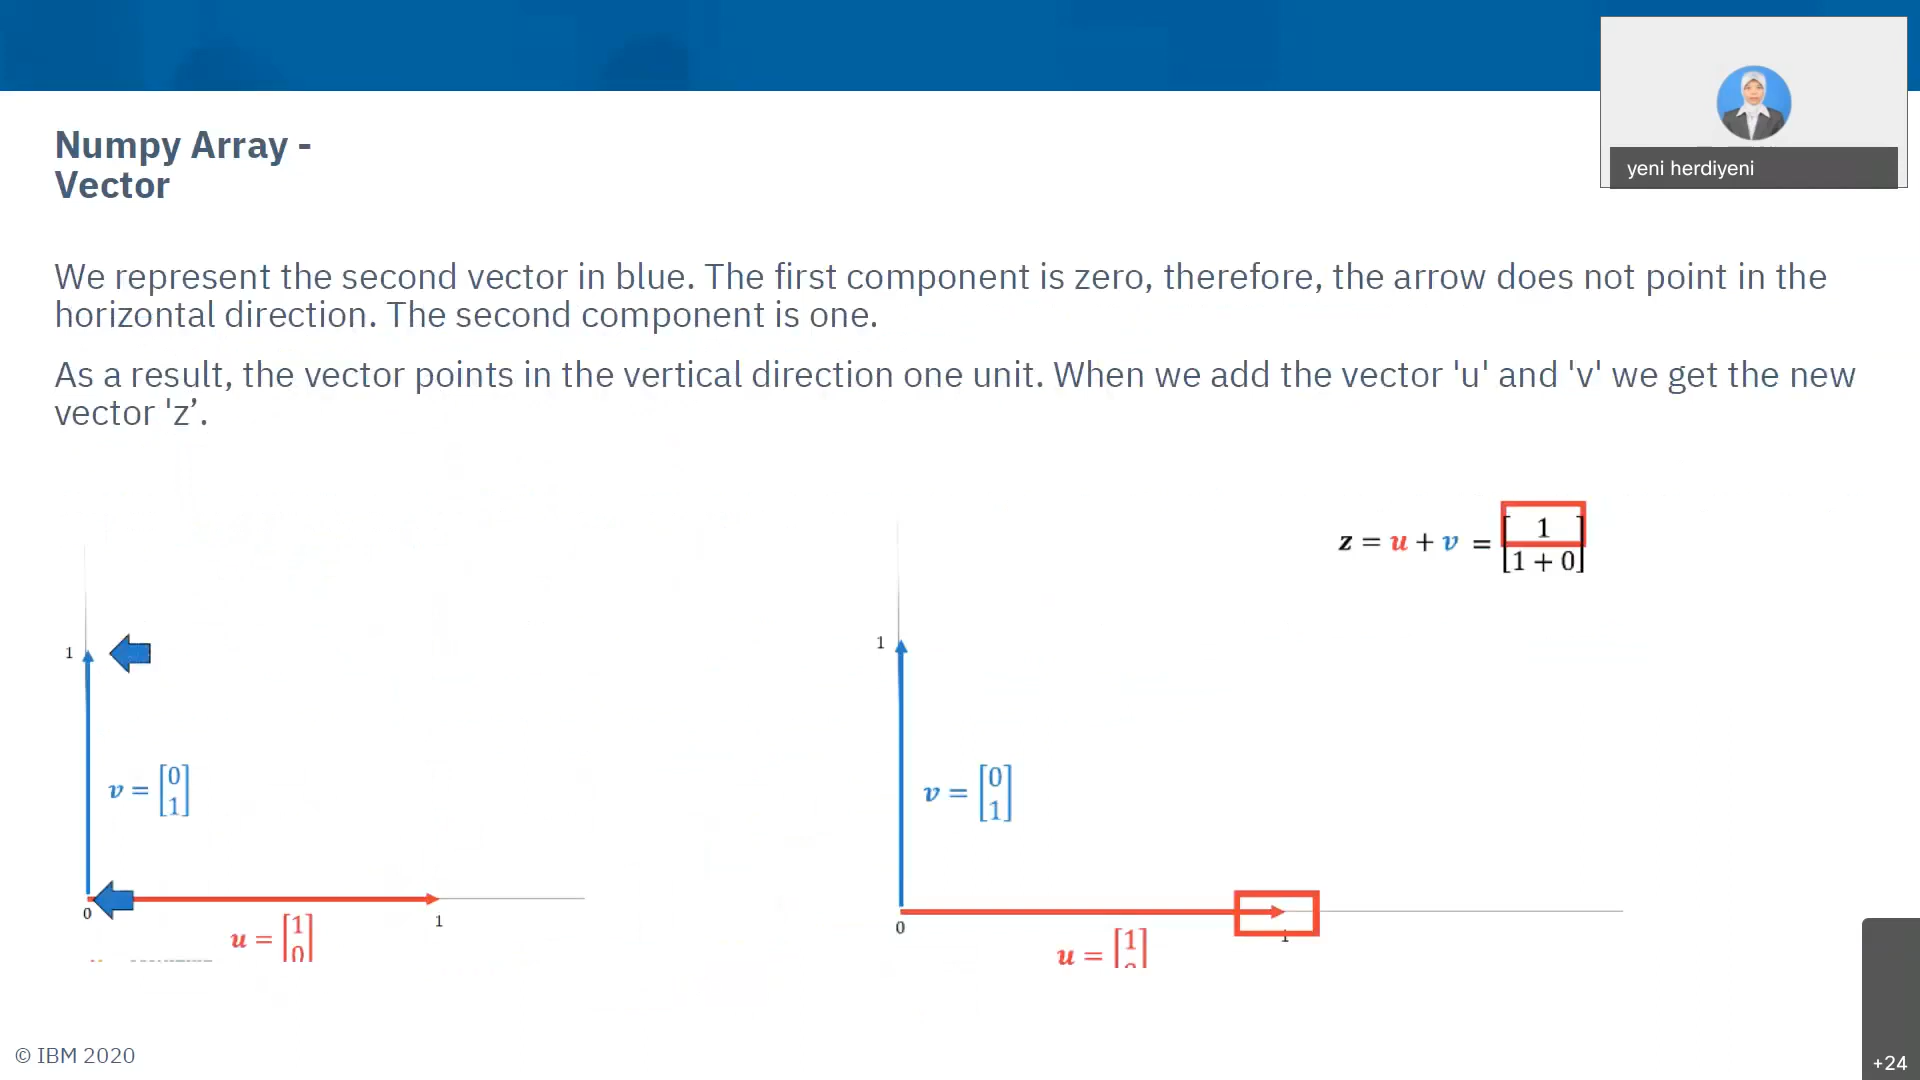 yeni herdiyeni
Numpy Array -
Vector
We represent the second vector in blue. The first component is zero, therefore, the arrow does not point in the
horizontal direction. The second component is one.
As a result, the vector points in the vertical direction one unit. When we add the vector 'u' and 'v' we get the new
vector 'z’.
z = u + v = [1
1 + 0]
1
v = [0
1]
0
1
u = [1
0]
1
v = [0
1]
0
1
u = [1
© IBM 2020
+24